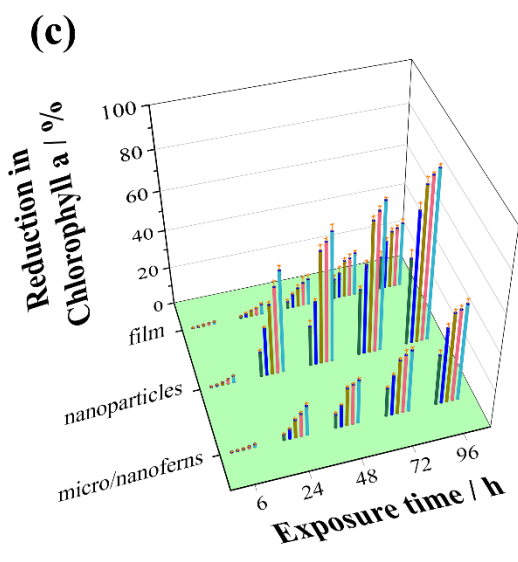 (c)
Reduction in
Chlorophyll a / %
100
80
60
40
20
0
film
nanoparticles
micro/nanoferns
6
24
48
72
96
Exposure time / h